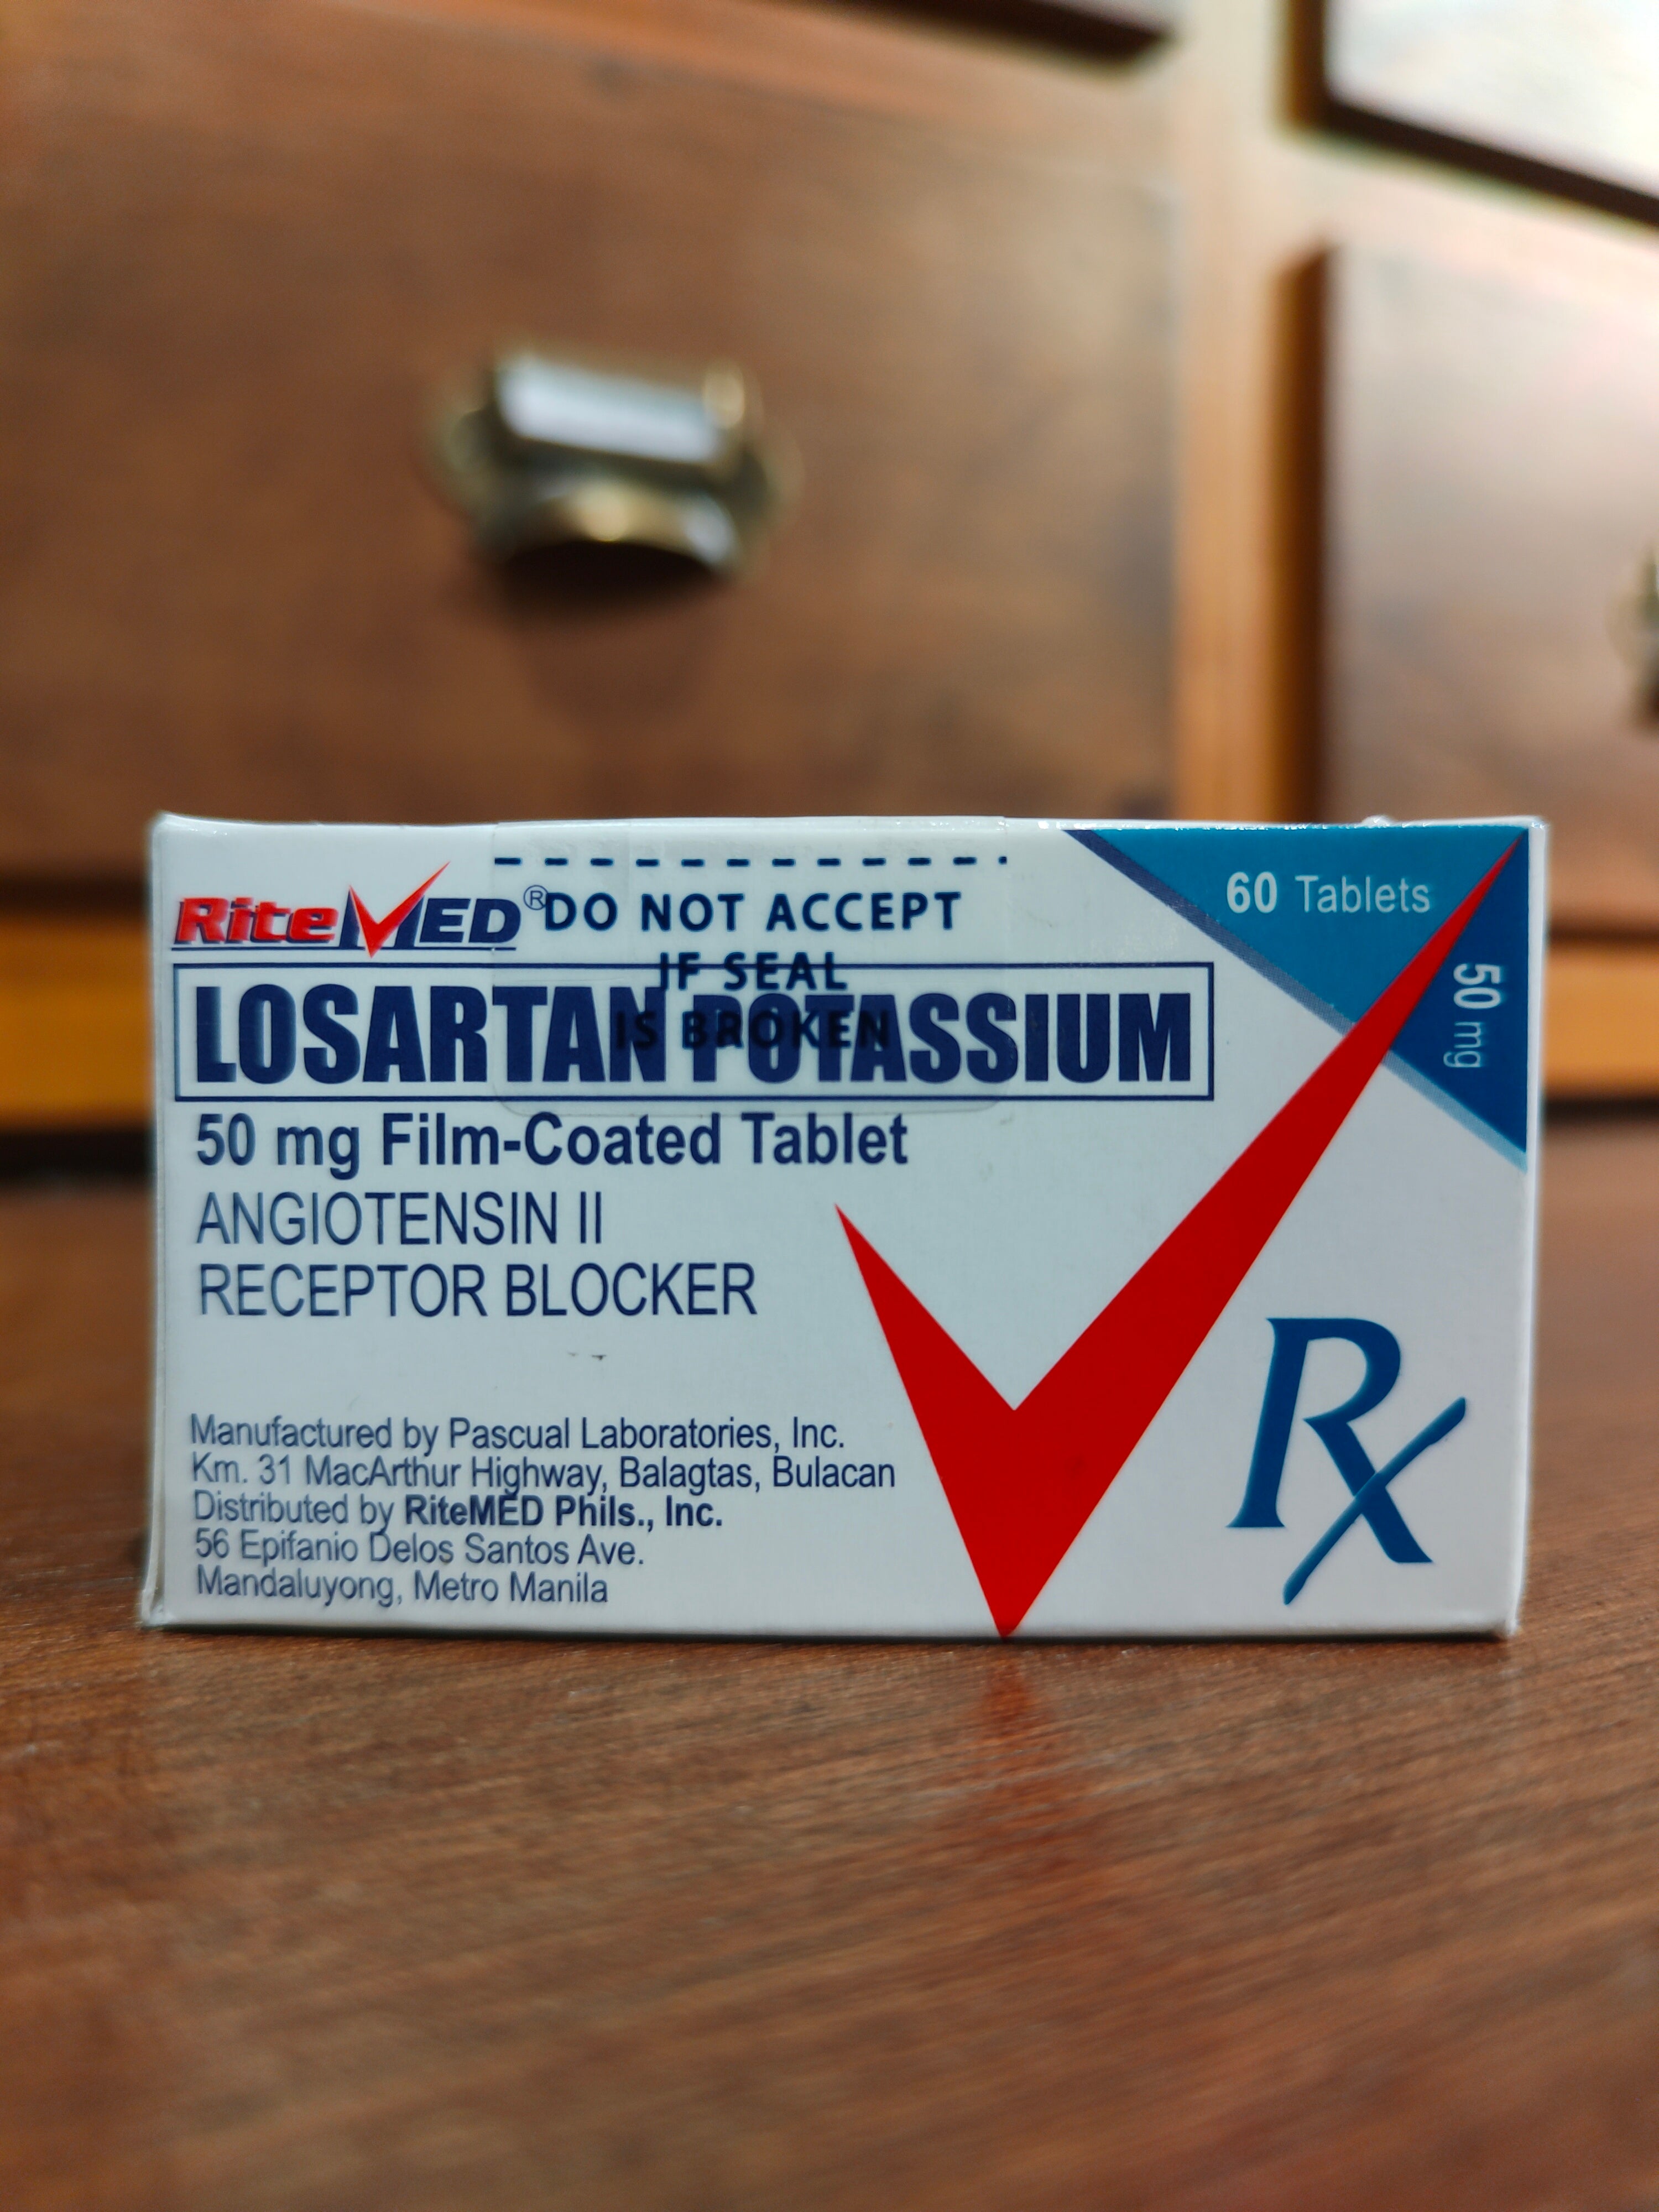 RiteMED®
DO NOT ACCEPT
IF SEAL
IS BROKEN
60 Tablets
50 mg
LOSARTAN POTASSIUM
50 mg Film-Coated Tablet
ANGIOTENSIN II
RECEPTOR BLOCKER
Manufactured by Pascual Laboratories, Inc.
Km. 31 MacArthur Highway, Balagtas, Bulacan
Distributed by RiteMED Phils., Inc.
56 Epifanio Delos Santos Ave.
Mandaluyong, Metro Manila
Rx